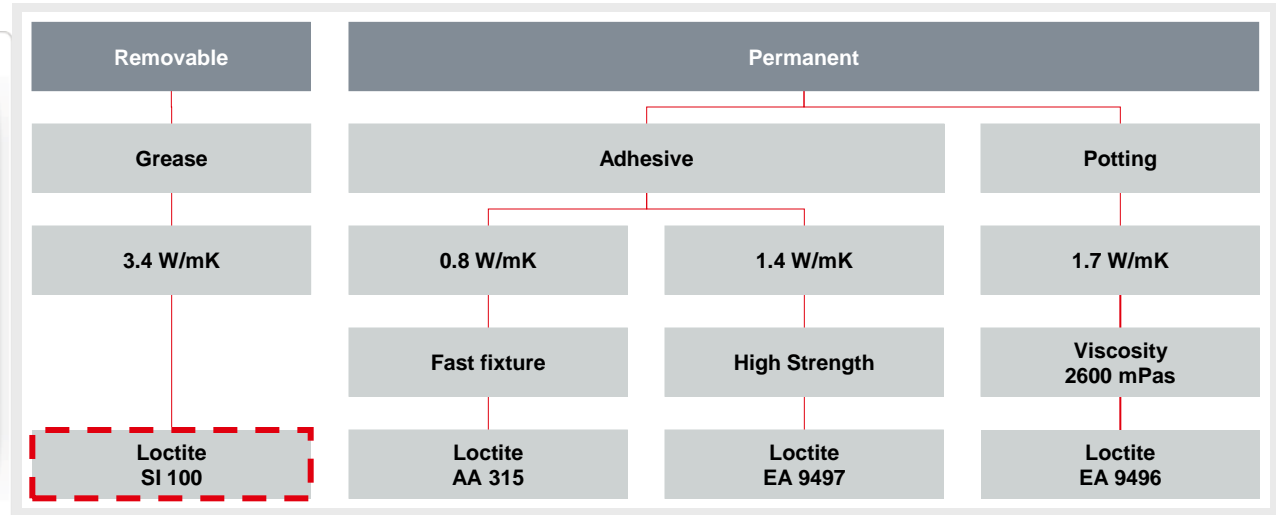 Removable
Permanent
Grease
Adhesive
Potting
3.4 W/mK
0.8 W/mK
1.4 W/mK
1.7 W/mK
Fast fixture
High Strength
Viscosity
2600 mPas
Loctite
SI 100
Loctite
AA 315
Loctite
EA 9497
Loctite
EA 9496